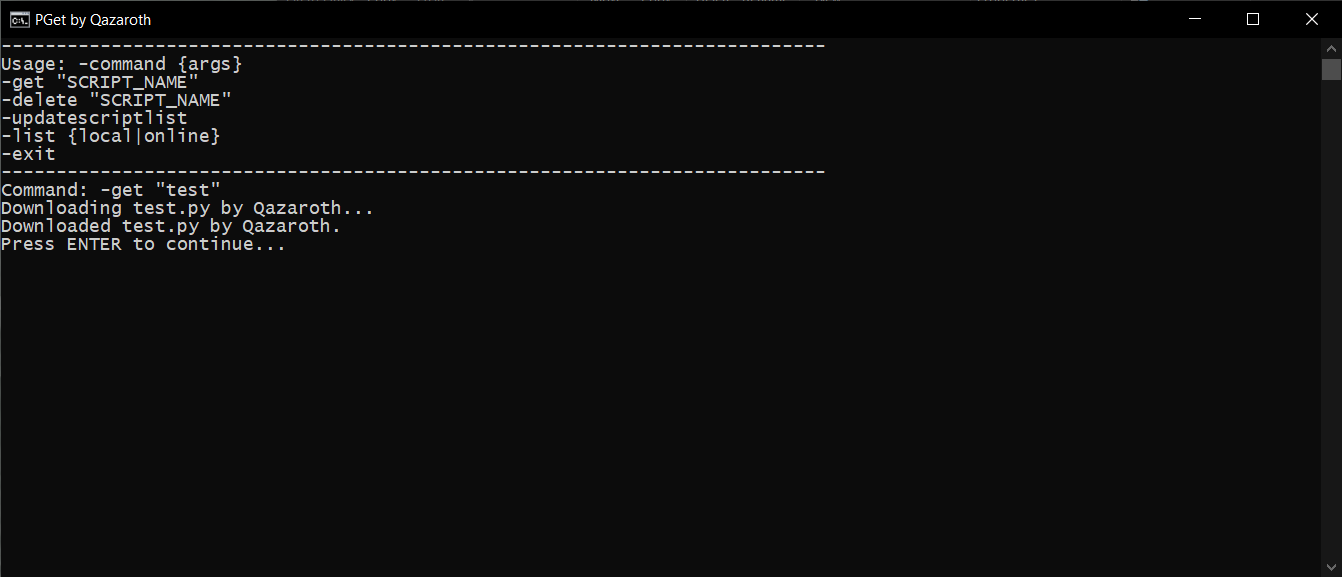 PGet by Qazaroth
---------------------------------------------------------------------------
Usage: -command {args}
-get "SCRIPT_NAME"
-delete "SCRIPT_NAME"
-updatescriptlist
-list {local|online}
-exit
---------------------------------------------------------------------------
Command: -get "test"
Downloading test.py by Qazaroth...
Downloaded test.py by Qazaroth.
Press ENTER to continue...